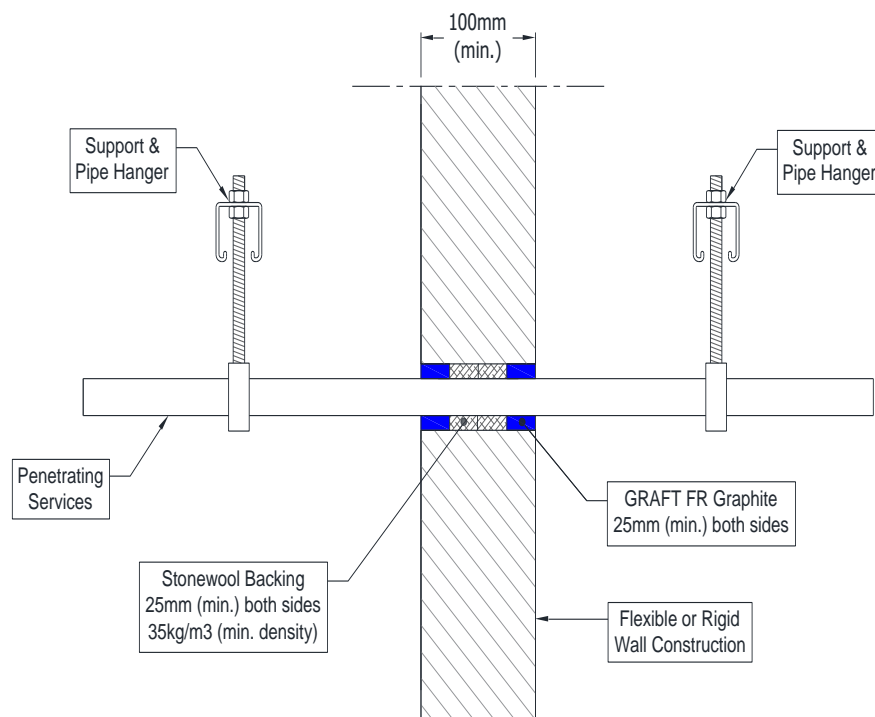 100mm
(min.)
Support &
Pipe Hanger
Support &
Pipe Hanger
Penetrating
Services
GRAFT FR Graphite
25mm (min.) both sides
Stonewool Backing
25mm (min.) both sides
35kg/m3 (min. density)
Flexible or Rigid
Wall Construction